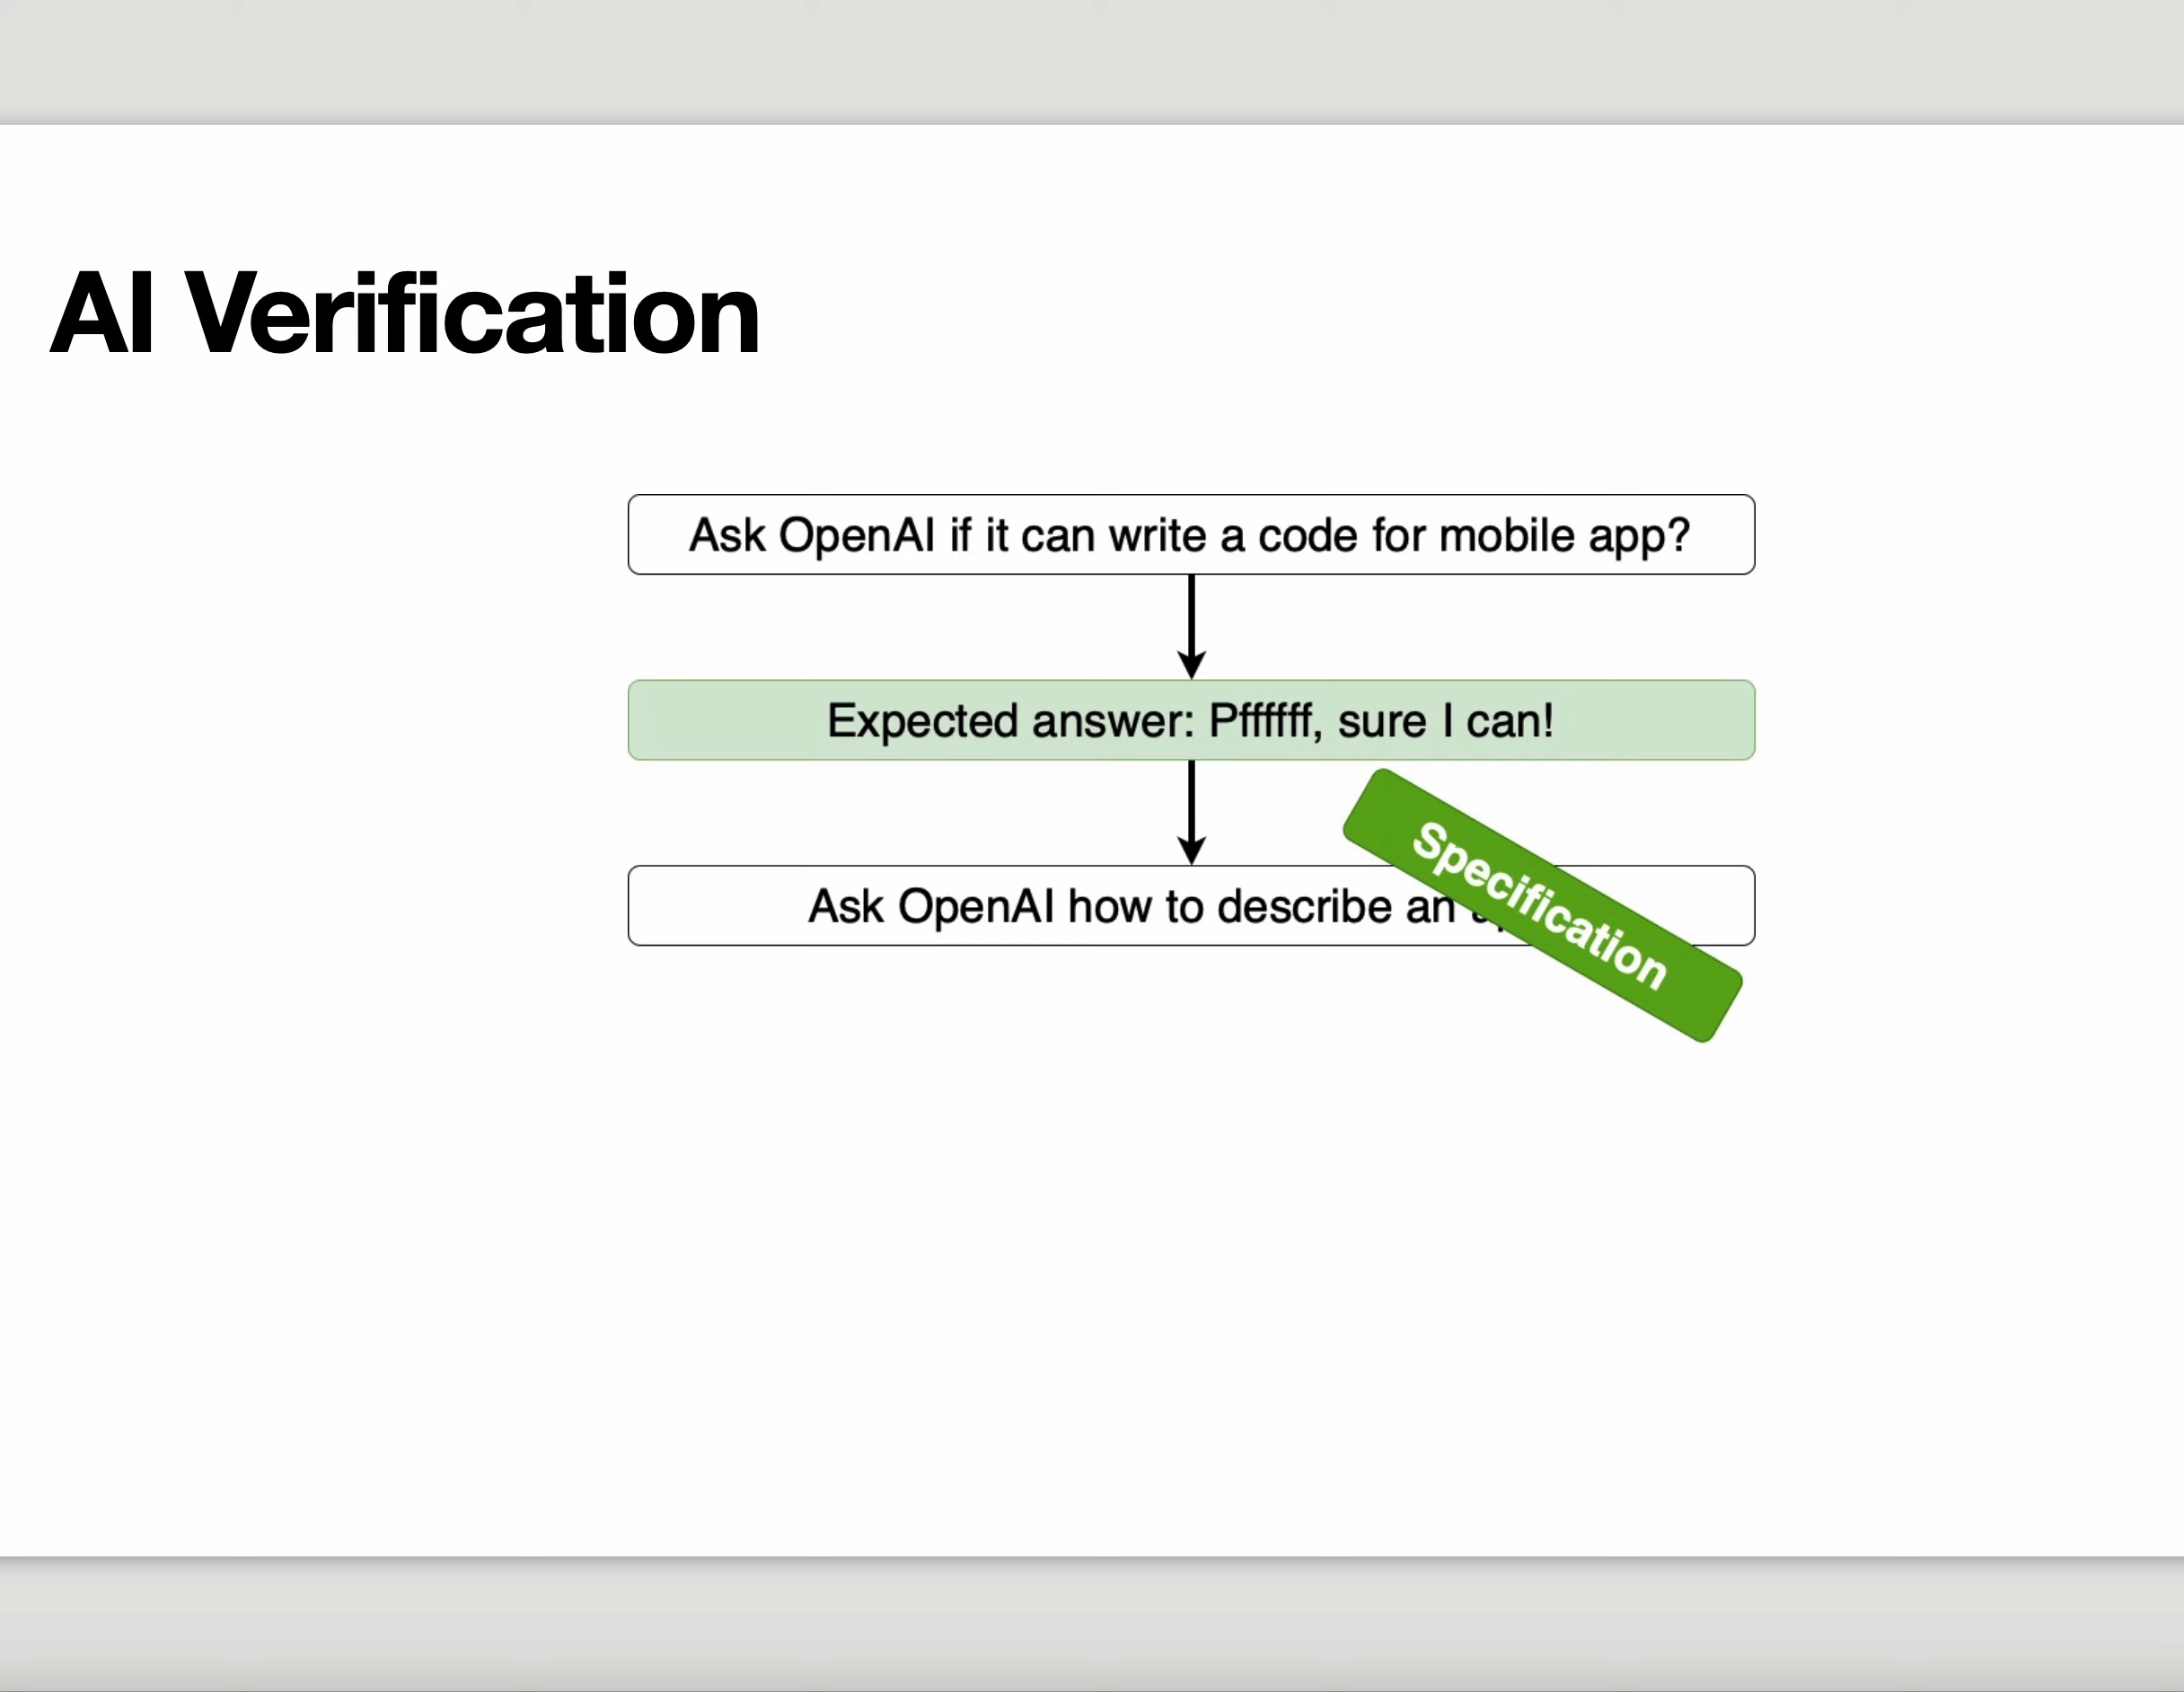 AI Verification
Ask OpenAI if it can write a code for mobile app?
Expected answer: Pffffff, sure I can!
Ask OpenAI how to describe an
Specification